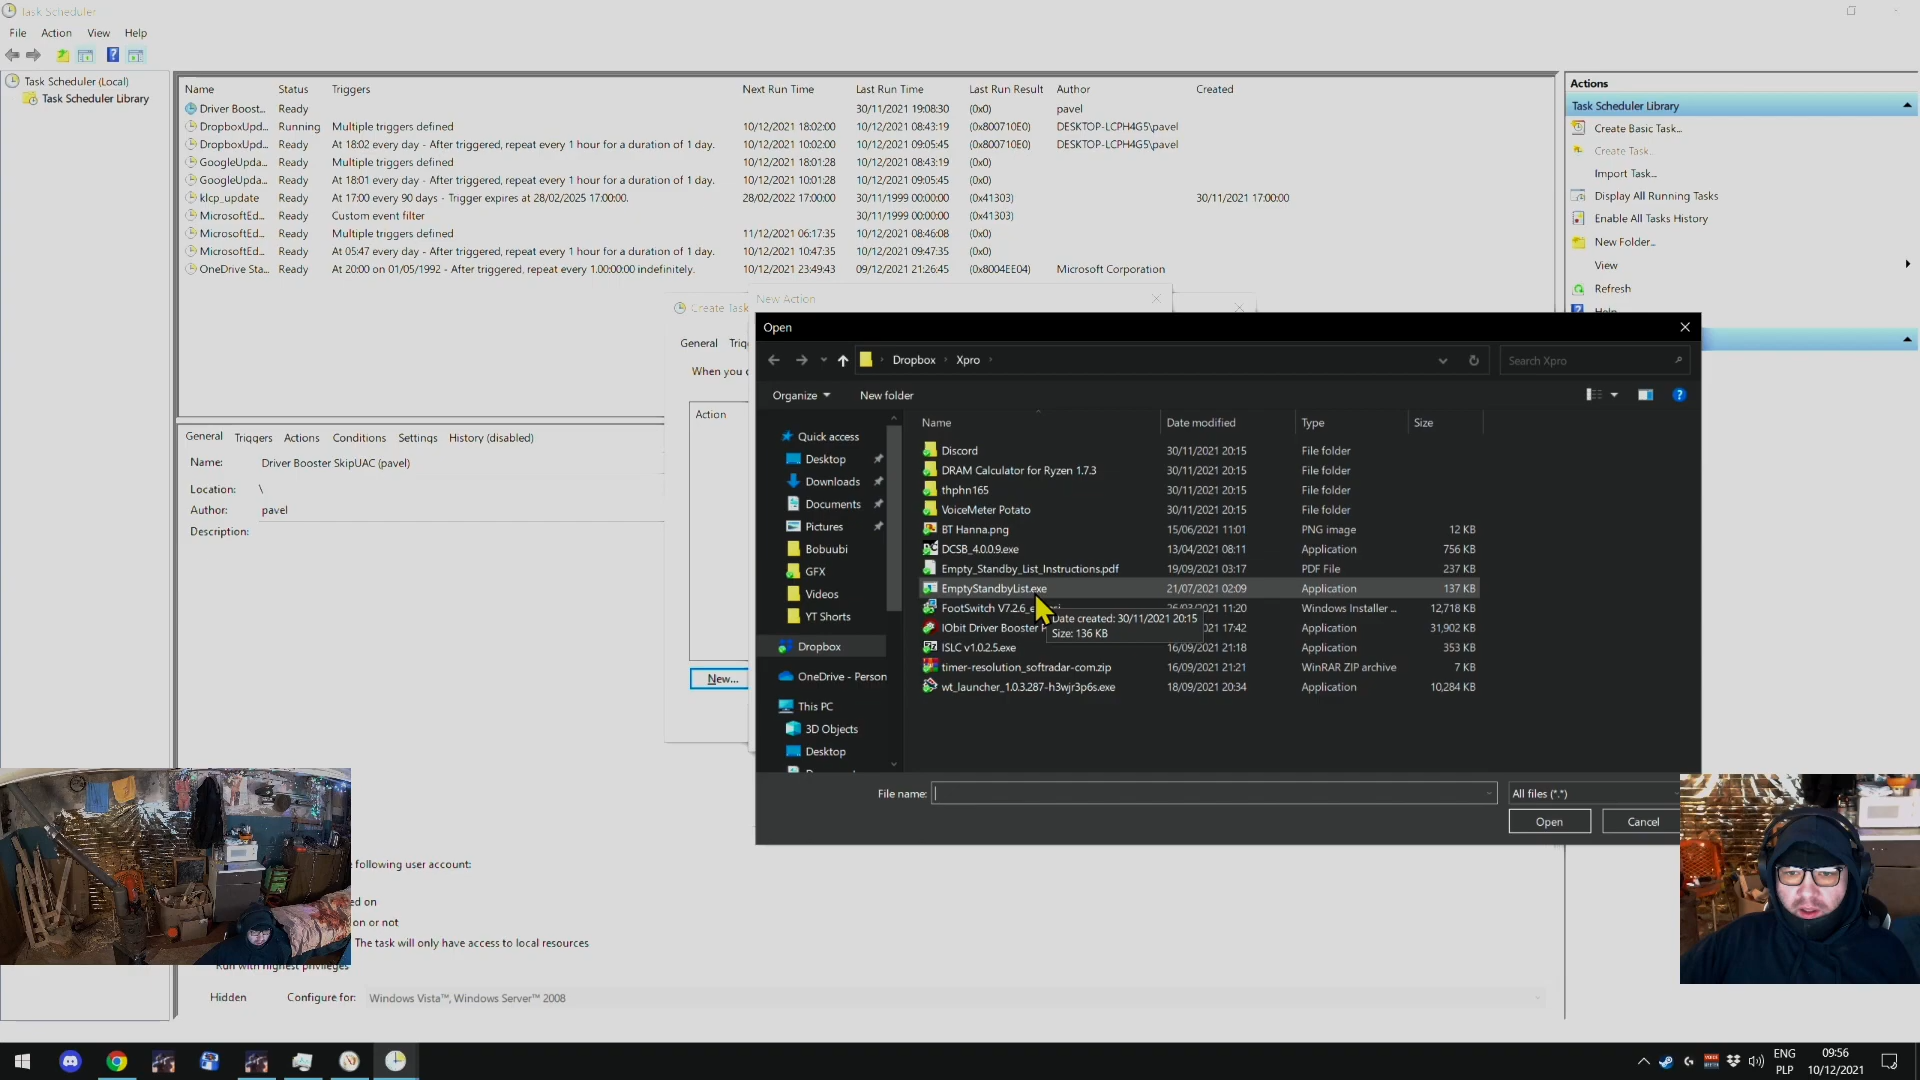 Task Scheduler
File Action View Help
Task Scheduler (Local)
Task Scheduler Library
Name Status Triggers Next Run Time Last Run Time Last Run Result Author Created
Driver Boost... Ready 30/11/2021 19:08:30 (0x0) pavel
DropboxUpd... Running Multiple triggers defined 10/12/2021 18:02:00 10/12/2021 08:43:19 (0x800710E0) DESKTOP-LCPH4G5\pavel
DropboxUpd... Ready At 18:02 every day - After triggered, repeat every 1 hour for a duration of 1 day. 10/12/2021 10:02:00 10/12/2021 09:05:45 (0x800710E0) DESKTOP-LCPH4G5\pavel
GoogleUpda... Ready Multiple triggers defined 10/12/2021 18:01:28 10/12/2021 08:43:19 (0x0)
GoogleUpda... Ready At 18:01 every day - After triggered, repeat every 1 hour for a duration of 1 day. 10/12/2021 10:01:28 10/12/2021 09:05:45 (0x0)
klcp_update Ready At 17:00 every 90 days - Trigger expires at 28/02/2025 17:00:00. 28/02/2022 17:00:00 30/11/1999 00:00:00 (0x41303) 30/11/2021 17:00:00
MicrosoftEd... Ready Custom event filter 30/11/1999 00:00:00 (0x41303)
MicrosoftEd... Ready Multiple triggers defined 11/12/2021 06:17:35 10/12/2021 08:46:08 (0x0)
MicrosoftEd... Ready At 05:47 every day - After triggered, repeat every 1 hour for a duration of 1 day. 10/12/2021 10:47:35 10/12/2021 09:47:35 (0x0)
OneDrive Sta... Ready At 20:00 on 01/05/1992 - After triggered, repeat every 1.00:00:00 indefinitely. 10/12/2021 23:49:43 09/12/2021 21:26:45 (0x8004EE04) Microsoft Corporation
Actions
Task Scheduler Library
Create Basic Task...
Create Task...
Import Task...
Display All Running Tasks
Enable All Tasks History
New Folder...
View
Refresh
Help
Create Task
General Trig
When you c
Action
New...
New Action
Open
Dropbox Xpro
Search Xpro
Organize New folder
Quick access
Desktop
Downloads
Documents
Pictures
Bobuubi
GFX
Videos
YT Shorts
Dropbox
OneDrive - Person
This PC
3D Objects
Desktop
Name Date modified Type Size
Discord 30/11/2021 20:15 File folder
DRAM Calculator for Ryzen 1.7.3 30/11/2021 20:15 File folder
thphn165 30/11/2021 20:15 File folder
VoiceMeter Potato 30/11/2021 20:15 File folder
BT Hanna.png 15/06/2021 11:01 PNG image 12 KB
DCSB_4.0.0.9.exe 13/04/2021 08:11 Application 756 KB
Empty_Standby_List_Instructions.pdf 19/09/2021 03:17 PDF File 237 KB
EmptyStandbyList.exe 21/07/2021 02:09 Application 137 KB
FootSwitch V7.2.6_e 26/03/2021 11:20 Windows Installer ... 12,718 KB
IObit Driver Booster P 021 17:42 Application 31,902 KB
ISLC v1.0.2.5.exe 16/09/2021 21:18 Application 353 KB
timer-resolution_softradar-com.zip 16/09/2021 21:21 WinRAR ZIP archive 7 KB
wt_launcher_1.0.3.287-h3wjr3p6s.exe 18/09/2021 20:34 Application 10,284 KB
Date created: 30/11/2021 20:15
Size: 136 KB
File name: All files (*.*)
Open Cancel
General Triggers Actions Conditions Settings History (disabled)
Name: Driver Booster SkipUAC (pavel)
Location: \
Author: pavel
Description:
following user account:
ed on
on or not
The task will only have access to local resources
Run with highest privileges
Hidden Configure for: Windows Vista™, Windows Server™ 2008
ENG
PLP
09:56
10/12/2021